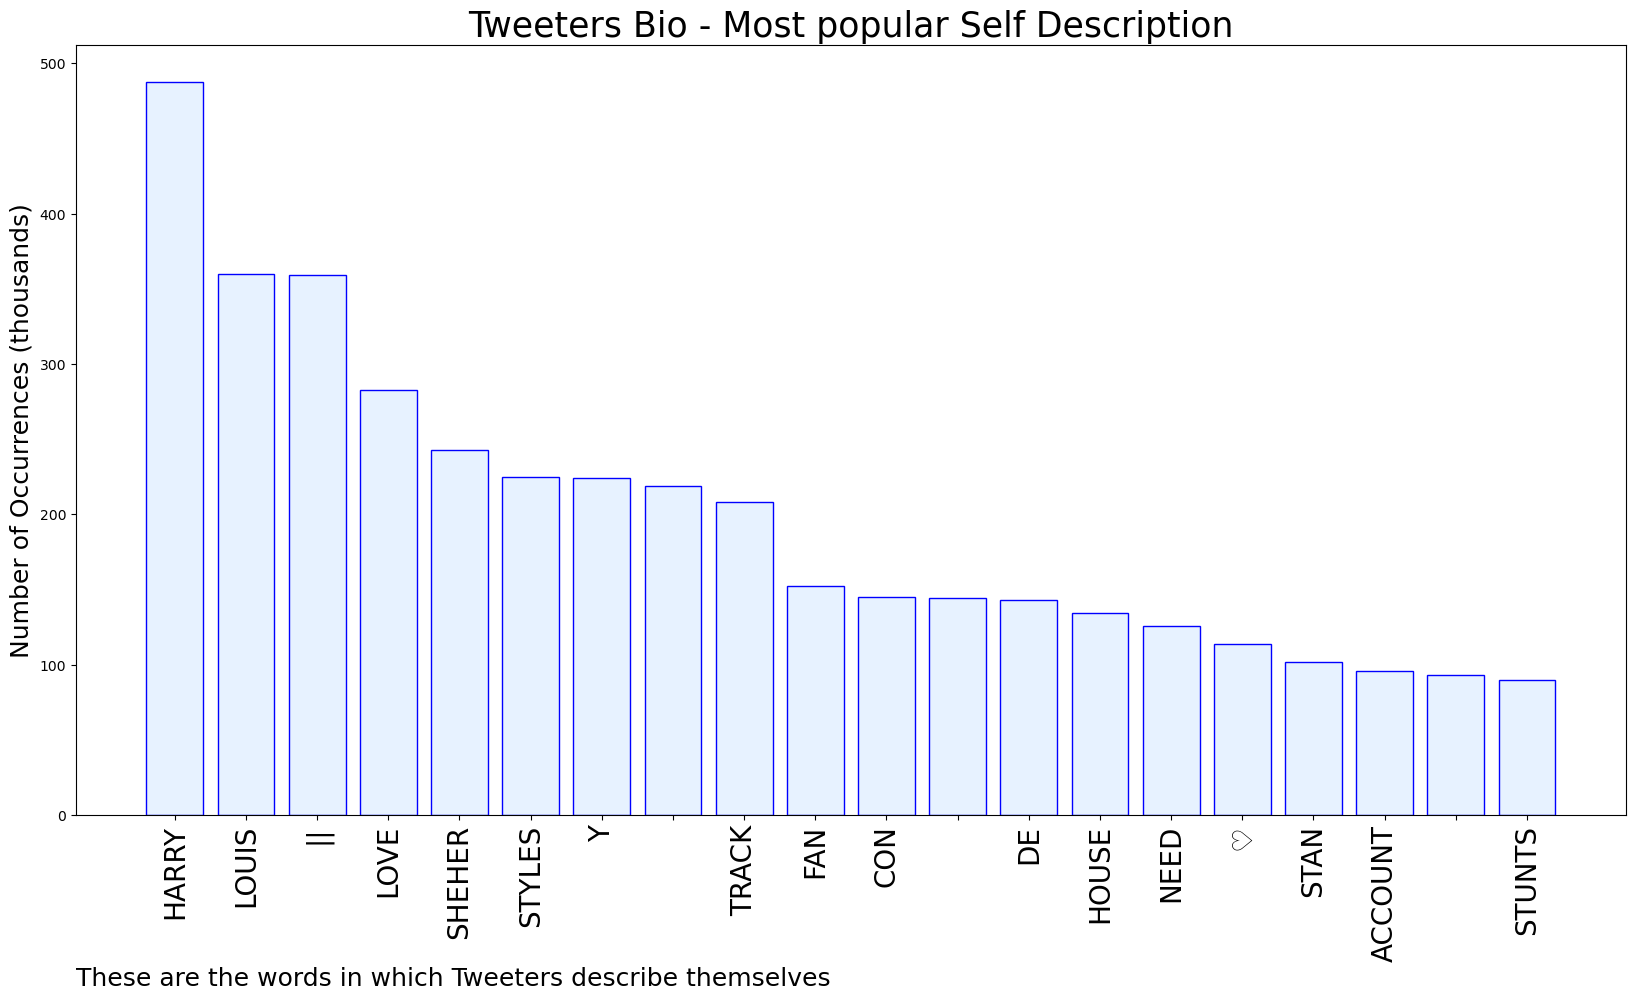 Tweeters Bio - Most popular Self Description
Number of Occurrences (thousands)
500
400
300
200
100
0
HARRY
LOUIS
||
LOVE
SHEHER
STYLES
Y
TRACK
FAN
CON
DE
HOUSE
NEED
♡
STAN
ACCOUNT
STUNTS
These are the words in which Tweeters describe themselves